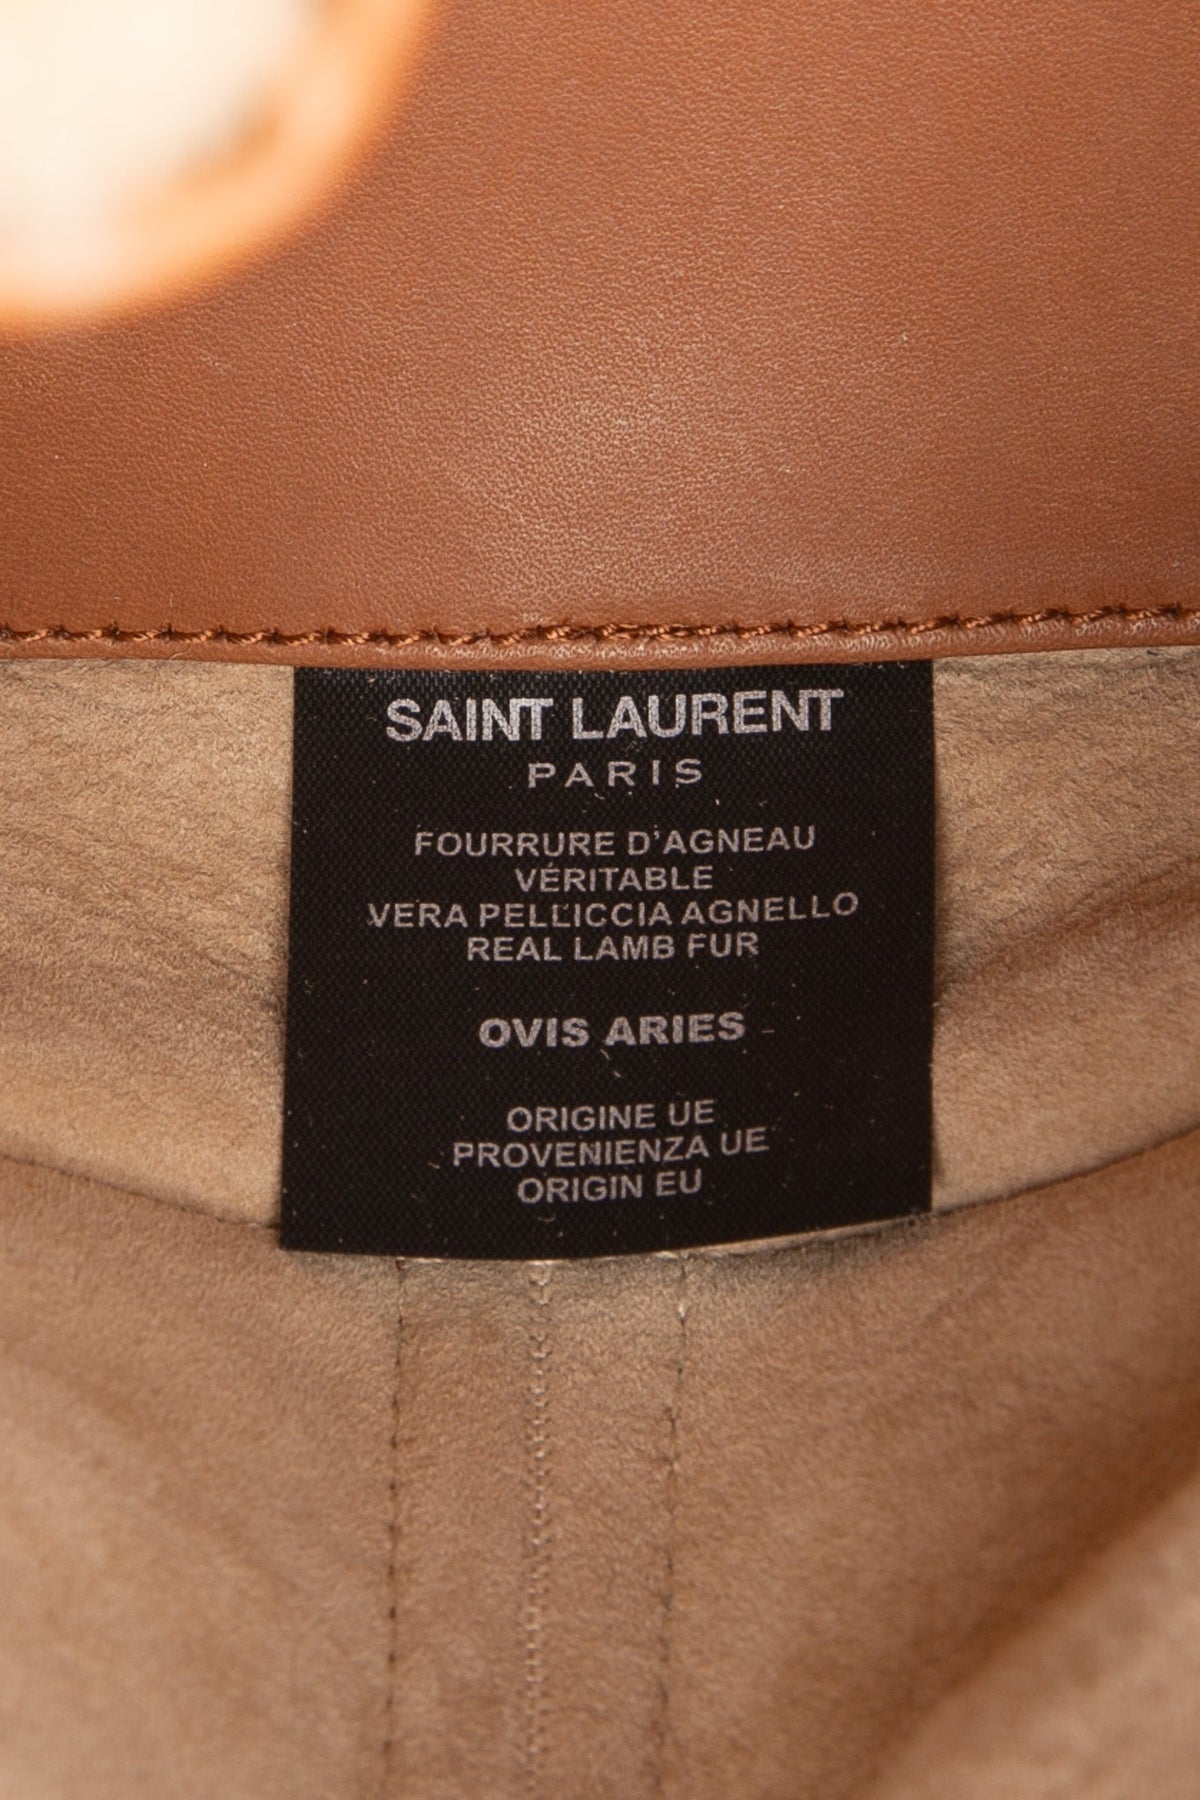 SAINT LAURENT
PARIS
FOURRURE D'AGNEAU
VÉRITABLE
VERA PELLICCIA AGNELLO
REAL LAMB FUR
OVIS ARIES
ORIGINE UE
PROVENIENZA UE
ORIGIN EU